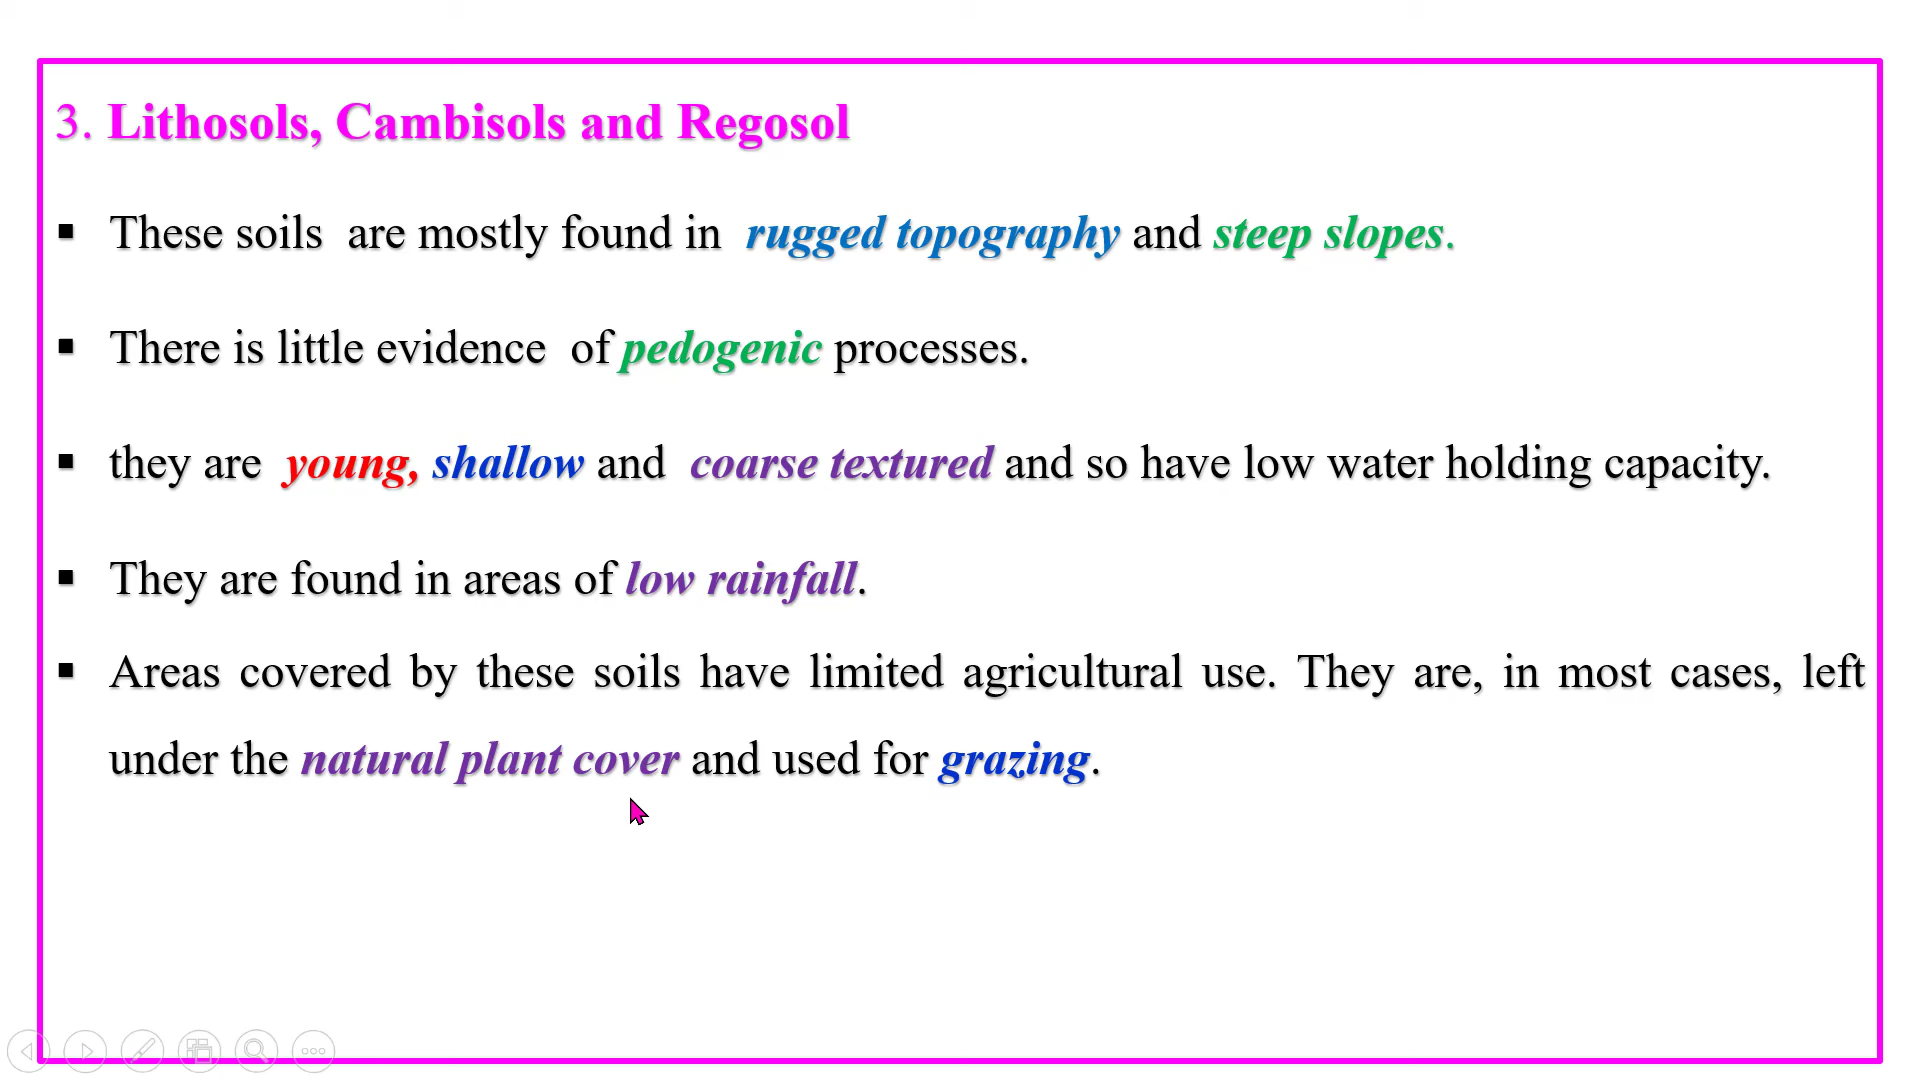 3. Lithosols, Cambisols and Regosol
▪ These soils are mostly found in rugged topography and steep slopes.
▪ There is little evidence of pedogenic processes.
▪ they are young, shallow and coarse textured and so have low water holding capacity.
▪ They are found in areas of low rainfall.
▪ Areas covered by these soils have limited agricultural use. They are, in most cases, left
under the natural plant cover and used for grazing.